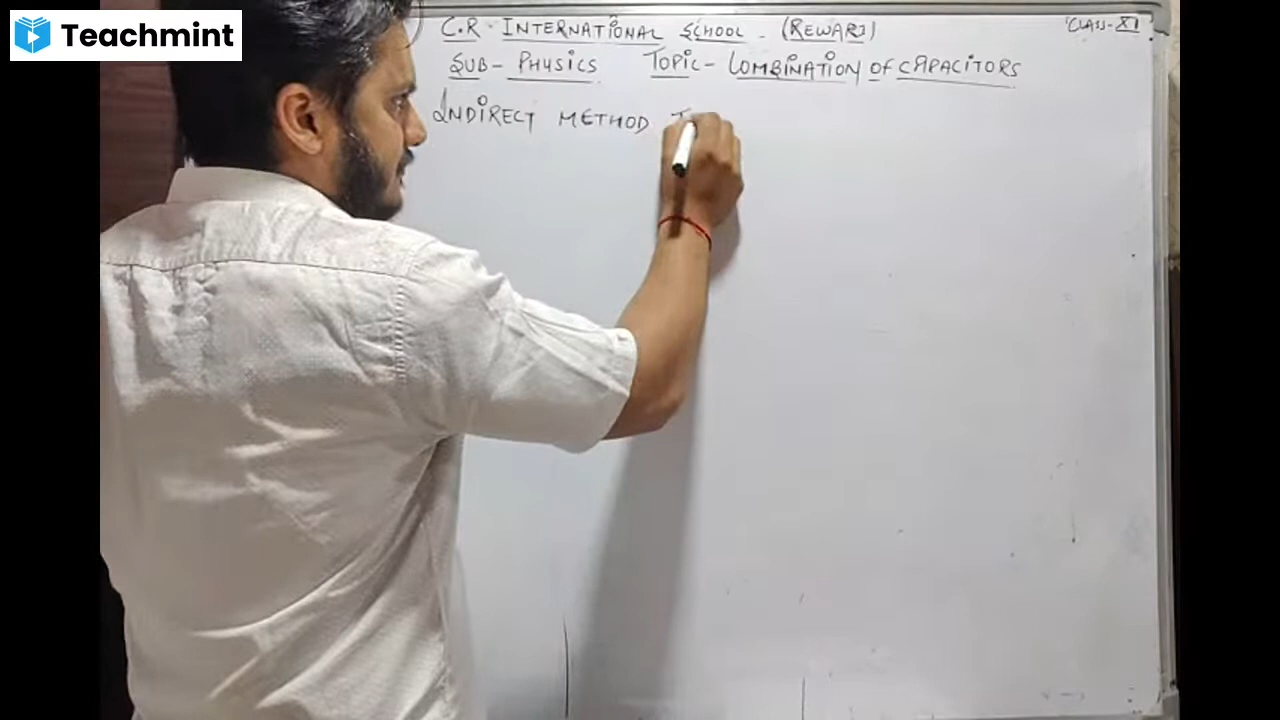 Teachmint
C.R. INTERNATIONAL SCHOOL - (REWARI) CLASS-XI
SUB- PHYSICS TOPIC- COMBINATION OF CAPACITORS
INDIRECT METHOD T